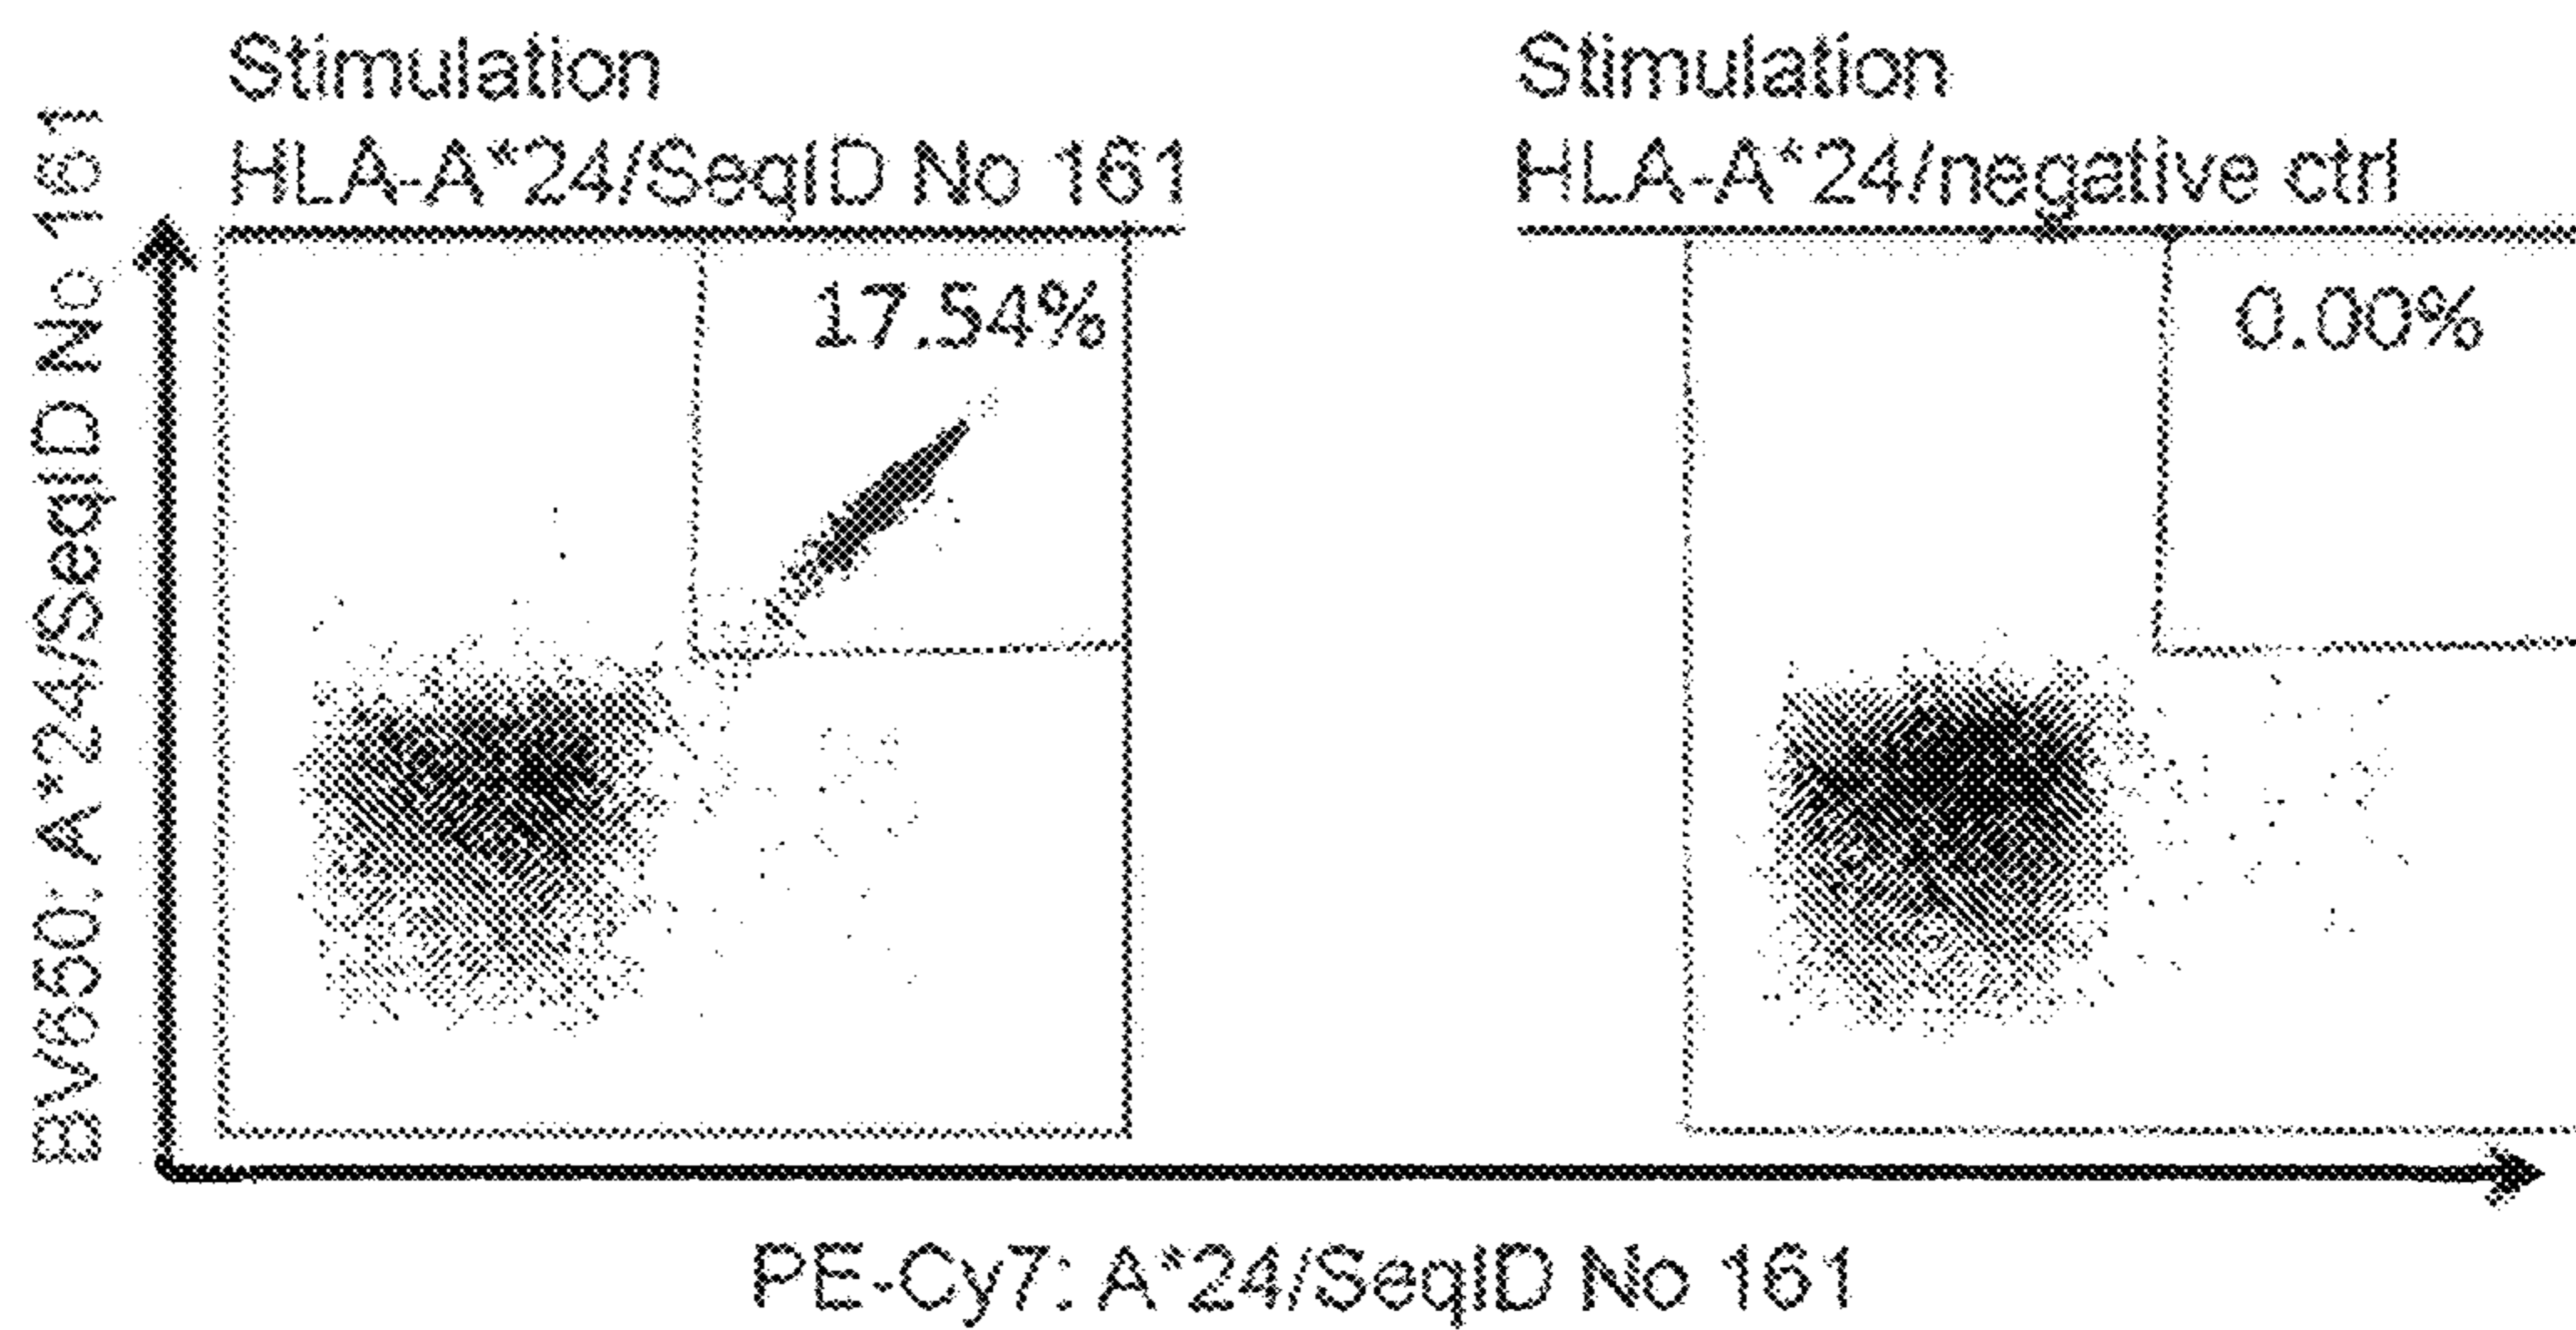 Stimulation
HLA-A*24/SeqID No 161
Stimulation
HLA-A*24/negative ctrl
17.54%
0.00%
BV650: A*24/SeqID No 161
PE-Cy7: A*24/SeqID No 161